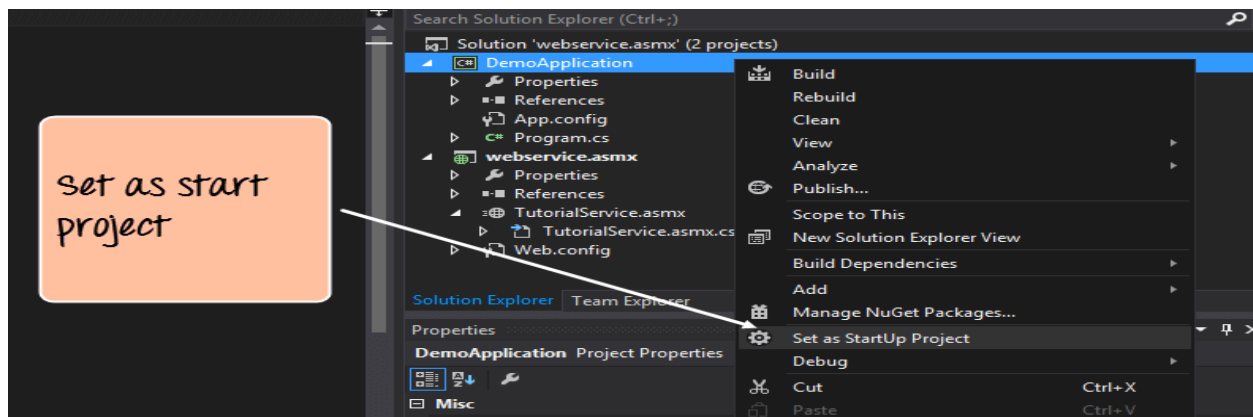 Search Solution Explorer (Ctrl+;)
Solution 'webservice.asmx' (2 projects)
C# DemoApplication
Properties
References
App.config
C# Program.cs
webservice.asmx
Properties
References
TutorialService.asmx
TutorialService.asmx.cs
Web.config
Solution Explorer Team Explorer
Properties
DemoApplication Project Properties
Misc
Build
Rebuild
Clean
View
Analyze
Publish...
Scope to This
New Solution Explorer View
Build Dependencies
Add
Manage NuGet Packages...
Set as StartUp Project
Debug
Cut Ctrl+X
Paste Ctrl+V
Set as start
project